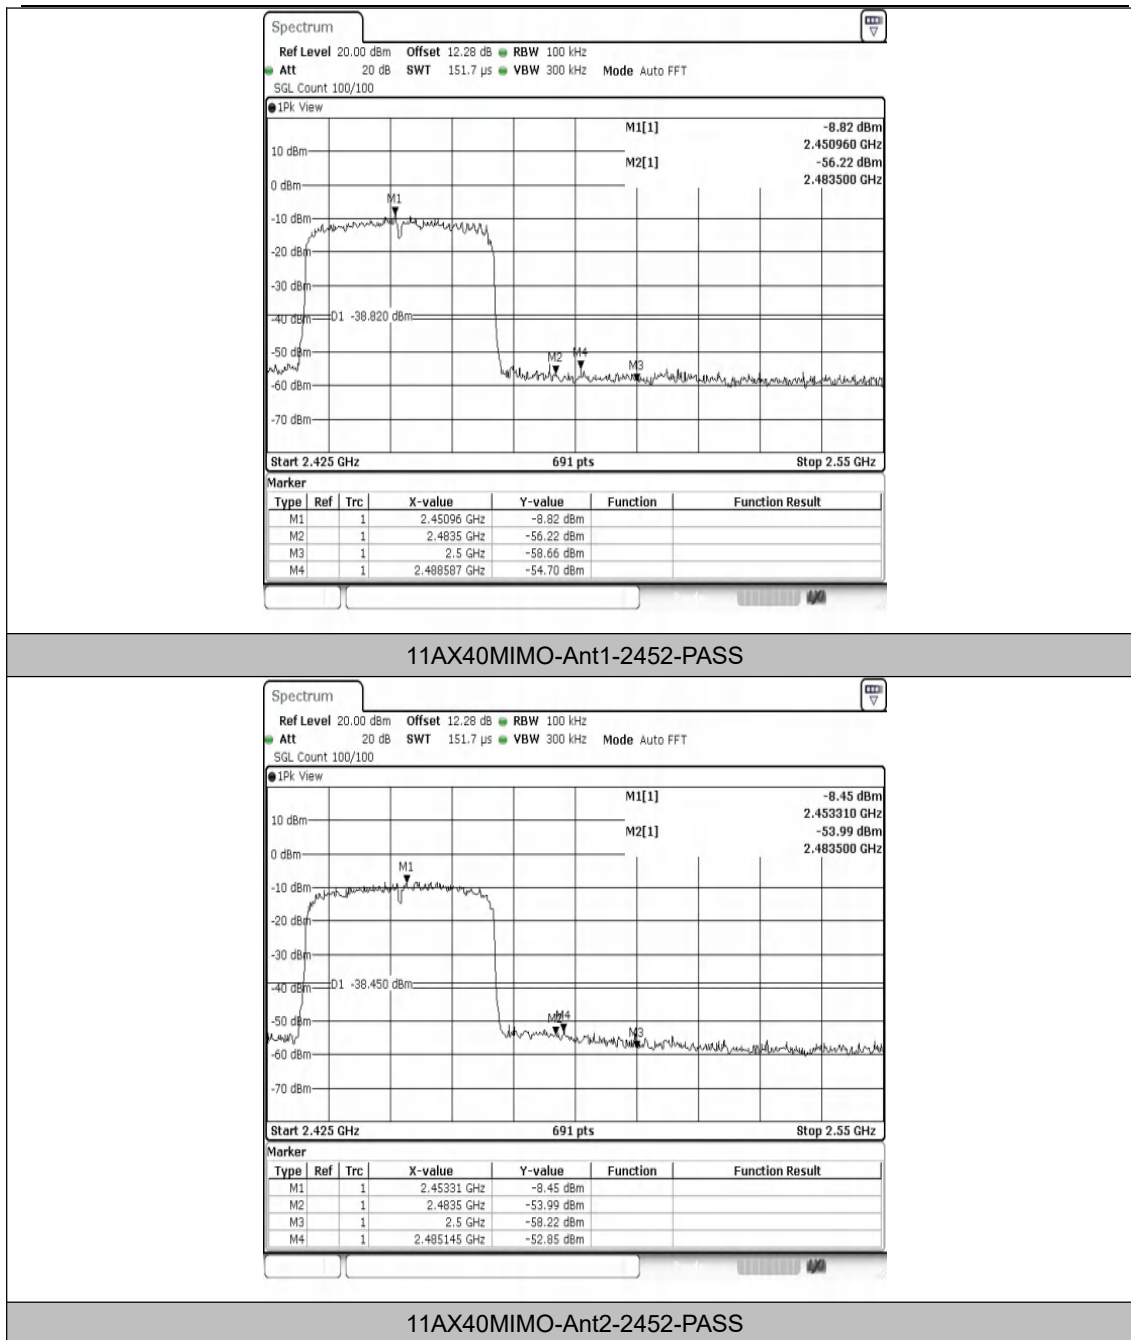 Spectrum
Ref Level 20.00 dBm Offset 12.28 dB RBW 100 kHz
Att 20 dB SWT 151.7 µs VBW 300 kHz Mode Auto FFT
SGL Count 100/100
1Pk View
M1[1] -8.82 dBm
2.450960 GHz
M2[1] -56.22 dBm
2.483500 GHz
10 dBm
0 dBm
M1
-10 dBm
-20 dBm
-30 dBm
-40 dBm
D1 -38.820 dBm
-50 dBm
M2 M4 M3
-60 dBm
-70 dBm
Start 2.425 GHz 691 pts Stop 2.55 GHz
Marker
Type Ref Trc X-value Y-value Function Function Result
M1 1 2.45096 GHz -8.82 dBm
M2 1 2.4835 GHz -56.22 dBm
M3 1 2.5 GHz -58.66 dBm
M4 1 2.488587 GHz -54.70 dBm
11AX40MIMO-Ant1-2452-PASS
Spectrum
Ref Level 20.00 dBm Offset 12.28 dB RBW 100 kHz
Att 20 dB SWT 151.7 µs VBW 300 kHz Mode Auto FFT
SGL Count 100/100
1Pk View
M1[1] -8.45 dBm
2.453310 GHz
M2[1] -53.99 dBm
2.483500 GHz
10 dBm
0 dBm
M1
-10 dBm
-20 dBm
-30 dBm
-40 dBm
D1 -38.450 dBm
-50 dBm
M2 M4 M3
-60 dBm
-70 dBm
Start 2.425 GHz 691 pts Stop 2.55 GHz
Marker
Type Ref Trc X-value Y-value Function Function Result
M1 1 2.45331 GHz -8.45 dBm
M2 1 2.4835 GHz -53.99 dBm
M3 1 2.5 GHz -58.22 dBm
M4 1 2.485145 GHz -52.85 dBm
11AX40MIMO-Ant2-2452-PASS